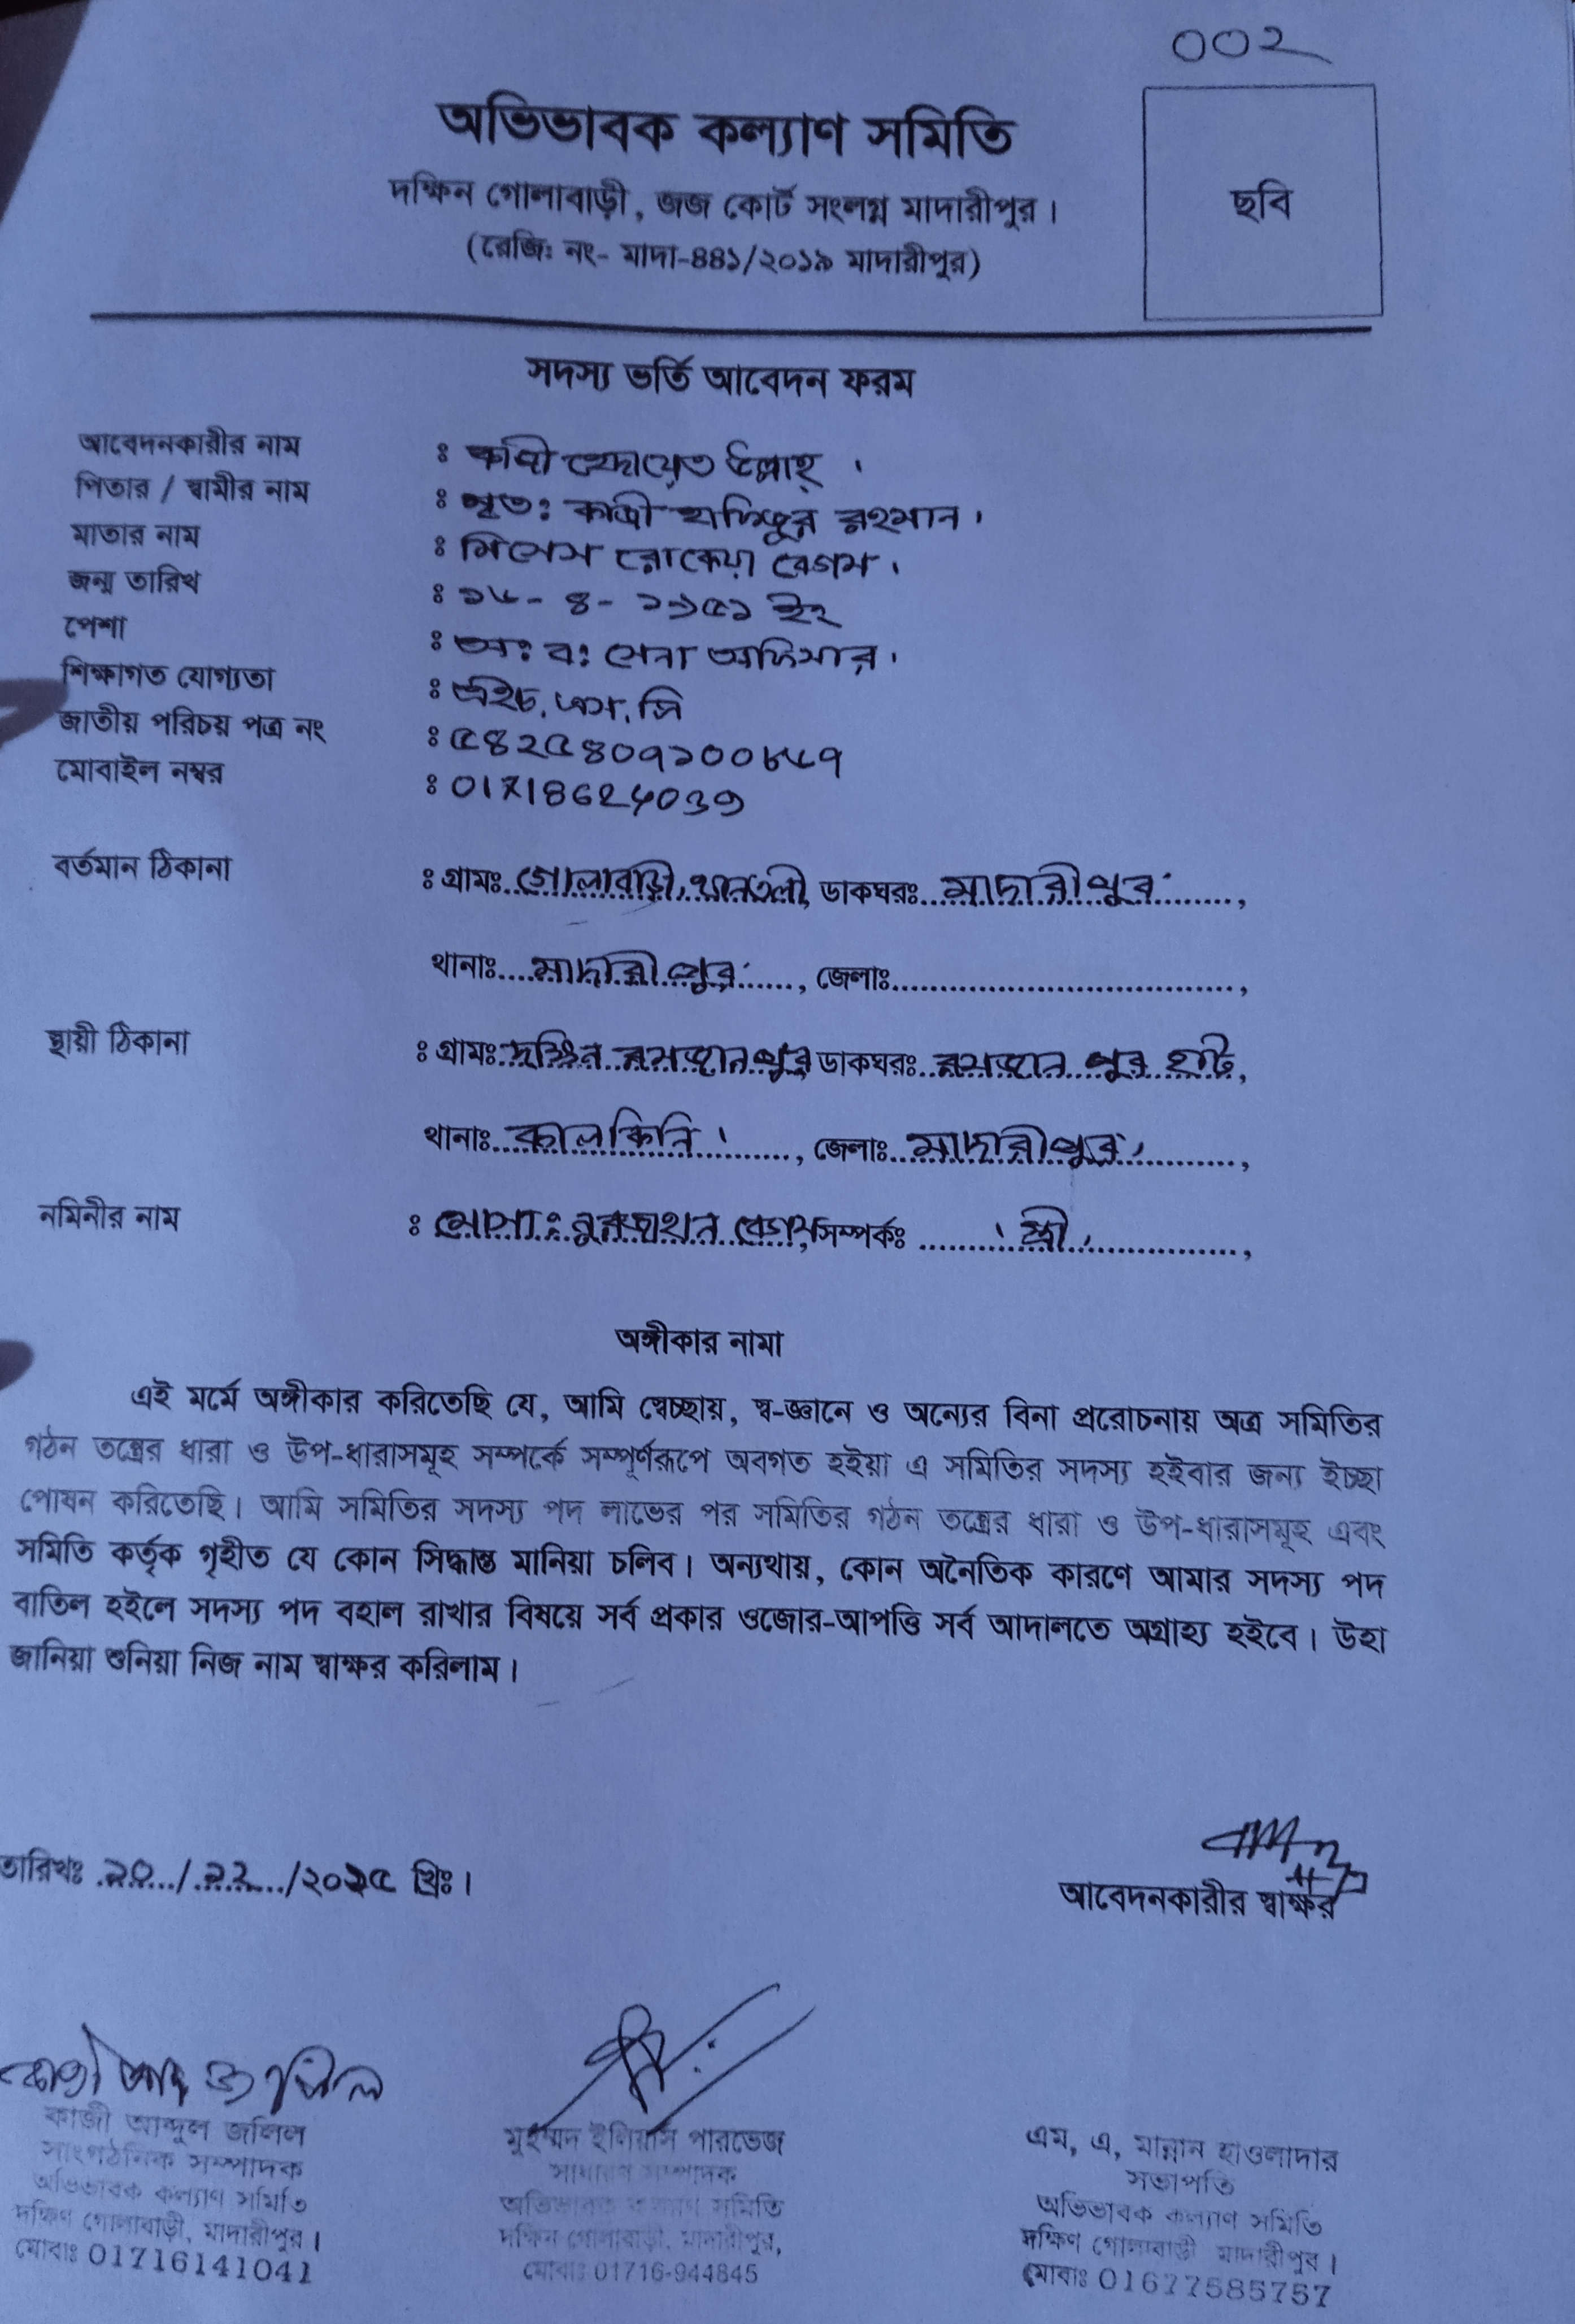 002
অভিভাবক কল্যাণ সমিতি
দক্ষিন গোলাবাড়ী, জজ কোর্ট সংলগ্ন মাদারীপুর।
(রেজিঃ নং- মাদা-৪৪১/২০১৯ মাদারীপুর)
ছবি
সদস্য ভর্তি আবেদন ফরম
আবেদনকারীর নাম : কাজী হেদায়েত উল্লাহ্।
পিতার / স্বামীর নাম : মৃতঃ কাজী হাফিজুর রহমান।
মাতার নাম : মিসেস রোকেয়া বেগম।
জন্ম তারিখ : ১৬- ৪- ১৯৫১ ইং
পেশা : অঃ বঃ সেনা অফিসার।
শিক্ষাগত যোগ্যতা : এইচ.এস.সি
জাতীয় পরিচয় পত্র নং : ৫৪২৫৪০৭১০০৮৬৭
মোবাইল নম্বর :
বর্তমান ঠিকানা : গ্রামঃ গোলাবাড়ী, ডাকঘরঃ মাদারীপুর,
থানাঃ মাদারীপুর, জেলাঃ..............................,
স্থায়ী ঠিকানা : গ্রামঃ দক্ষিন রমজানপুর ডাকঘরঃ রমজান পুর হাট,
থানাঃ কালকিনি।, জেলাঃ মাদারীপুর,
নমিনীর নাম : মোসাঃ নুরজাহান বেগম, সম্পর্কঃ স্ত্রী,
অঙ্গীকার নামা
এই মর্মে অঙ্গীকার করিতেছি যে, আমি স্বেচ্ছায়, স্ব-জ্ঞানে ও অন্যের বিনা প্ররোচনায় অত্র সমিতির
গঠন তন্ত্রের ধারা ও উপ-ধারাসমূহ সম্পর্কে সম্পূর্ণরূপে অবগত হইয়া এ সমিতির সদস্য হইবার জন্য ইচ্ছা
পোষন করিতেছি। আমি সমিতির সদস্য পদ লাভের পর সমিতির গঠন তন্ত্রের ধারা ও উপ-ধারাসমূহ এবং
সমিতি কর্তৃক গৃহীত যে কোন সিদ্ধান্ত মানিয়া চলিব। অন্যথায়, কোন অনৈতিক কারণে আমার সদস্য পদ
বাতিল হইলে সদস্য পদ বহাল রাখার বিষয়ে সর্ব প্রকার ওজোর-আপত্তি সর্ব আদালতে অগ্রাহ্য হইবে। উহা
জানিয়া শুনিয়া নিজ নাম স্বাক্ষর করিলাম।
তারিখঃ ২০/১২/২০২৫ খ্রিঃ।
আবেদনকারীর স্বাক্ষর
কাজী আব্দুল জলিল
কাজী আব্দুল জলিল
সাংগঠনিক সম্পাদক
অভিভাবক কল্যাণ সমিতি
দক্ষিণ গোলাবাড়ী, মাদারীপুর।
মোবাঃ 01716141041
মুহম্মদ ইলিয়াস পারভেজ
সাধারণ সম্পাদক
অভিভাবক কল্যাণ সমিতি
দক্ষিন গোলাবাড়ী, মাদারীপুর,
মোবাঃ 01716-944845
এম, এ, মান্নান হাওলাদার
সভাপতি
অভিভাবক কল্যাণ সমিতি
দক্ষিণ গোলাবাড়ী মাদারীপুর।
মোবাঃ 01677585757